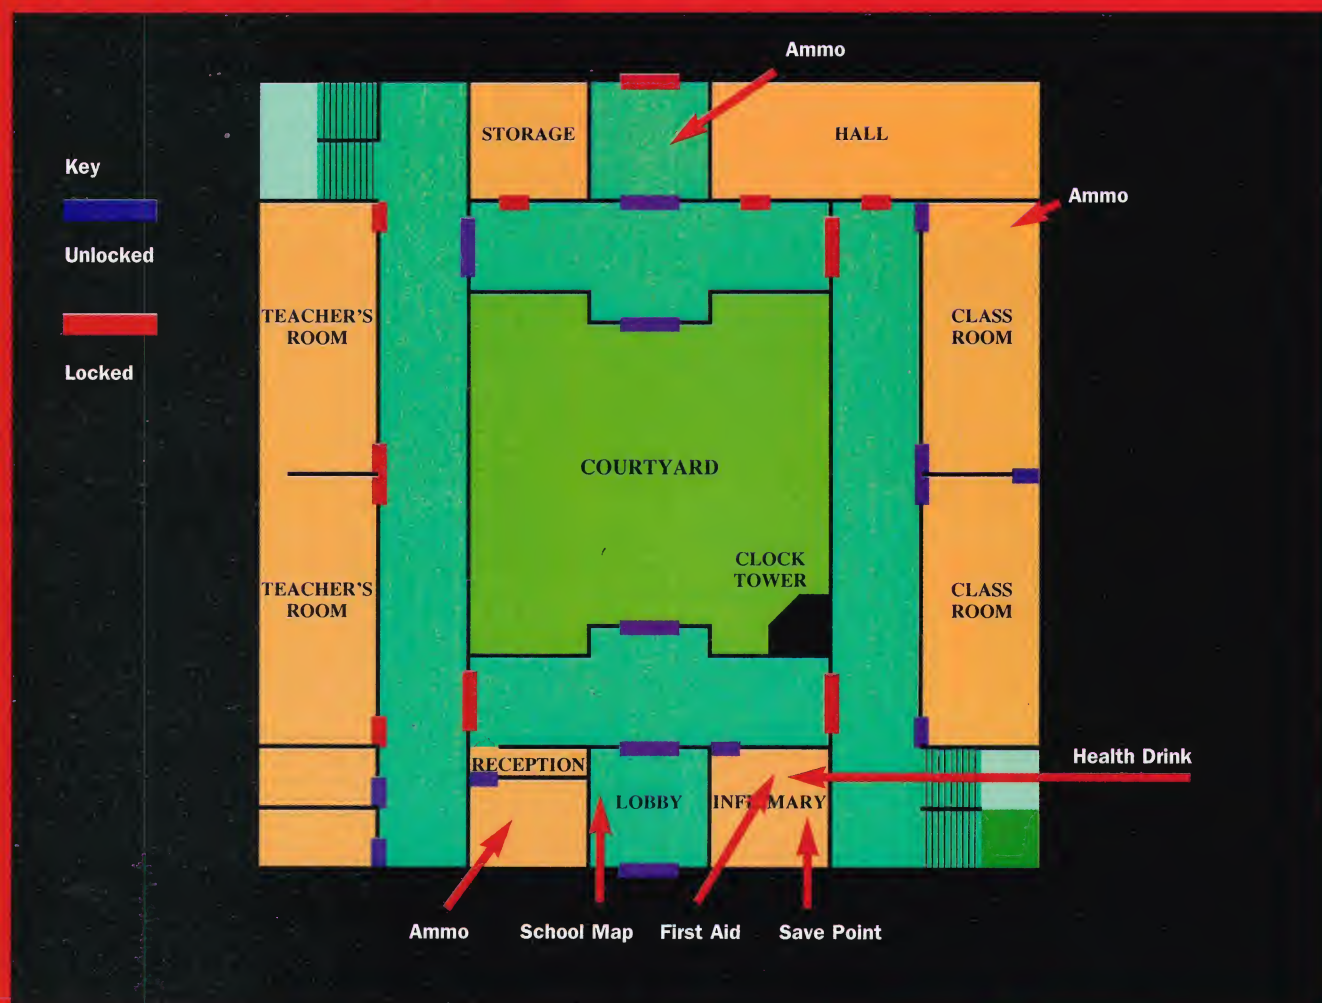 Ammo
STORAGE
HALL
Key
Ammo
Unlocked
TEACHER'S
ROOM
CLASS
ROOM
Locked
COURTYARD
CLOCK
TOWER
TEACHER'S
ROOM
CLASS
ROOM
Health Drink
RECEPTION
LOBBY
INFIRMARY
Ammo
School Map
First Aid
Save Point